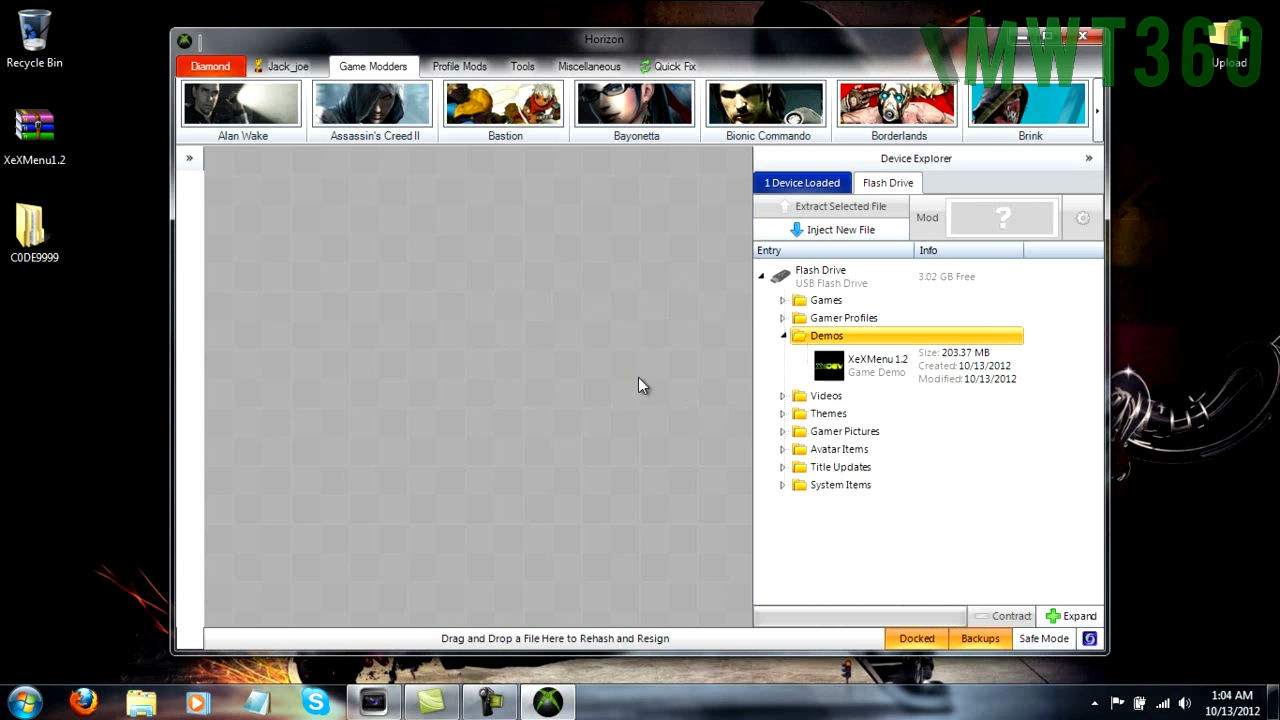 Recycle Bin
XeXMenu1.2
C0DE9999
Upload
\MWT360
Horizon
Diamond
Jack_joe
Game Modders
Profile Mods
Tools
Miscellaneous
Quick Fix
Alan Wake
Assassin's Creed II
Bastion
Bayonetta
Bionic Commando
Borderlands
Brink
»
Device Explorer
»
1 Device Loaded
Flash Drive
Extract Selected File
Inject New File
Mod
?
Entry
Info
Flash Drive
USB Flash Drive
3.02 GB Free
Games
Gamer Profiles
Demos
XeXMenu 1.2
Game Demo
Size: 203.37 MB
Created: 10/13/2012
Modified: 10/13/2012
Videos
Themes
Gamer Pictures
Avatar Items
Title Updates
System Items
Contract
Expand
Drag and Drop a File Here to Rehash and Resign
Docked
Backups
Safe Mode
1:04 AM
10/13/2012